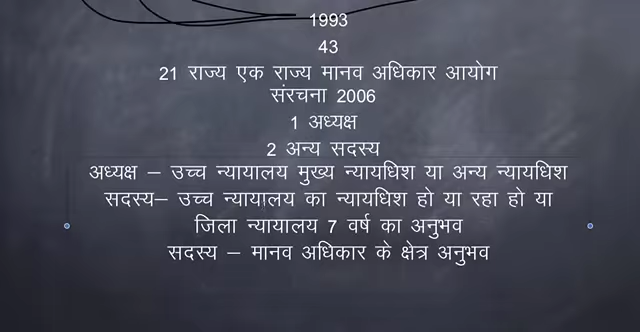 1993
43
21 राज्य एक राज्य मानव अधिकार आयोग
संरचना 2006
1 अध्यक्ष
2 अन्य सदस्य
अध्यक्ष – उच्च न्यायालय मुख्य न्यायधिश या अन्य न्यायधिश
सदस्य– उच्च न्यायालय का न्यायधिश हो या रहा हो या
जिला न्यायालय 7 वर्ष का अनुभव
सदस्य – मानव अधिकार के क्षेत्र अनुभव